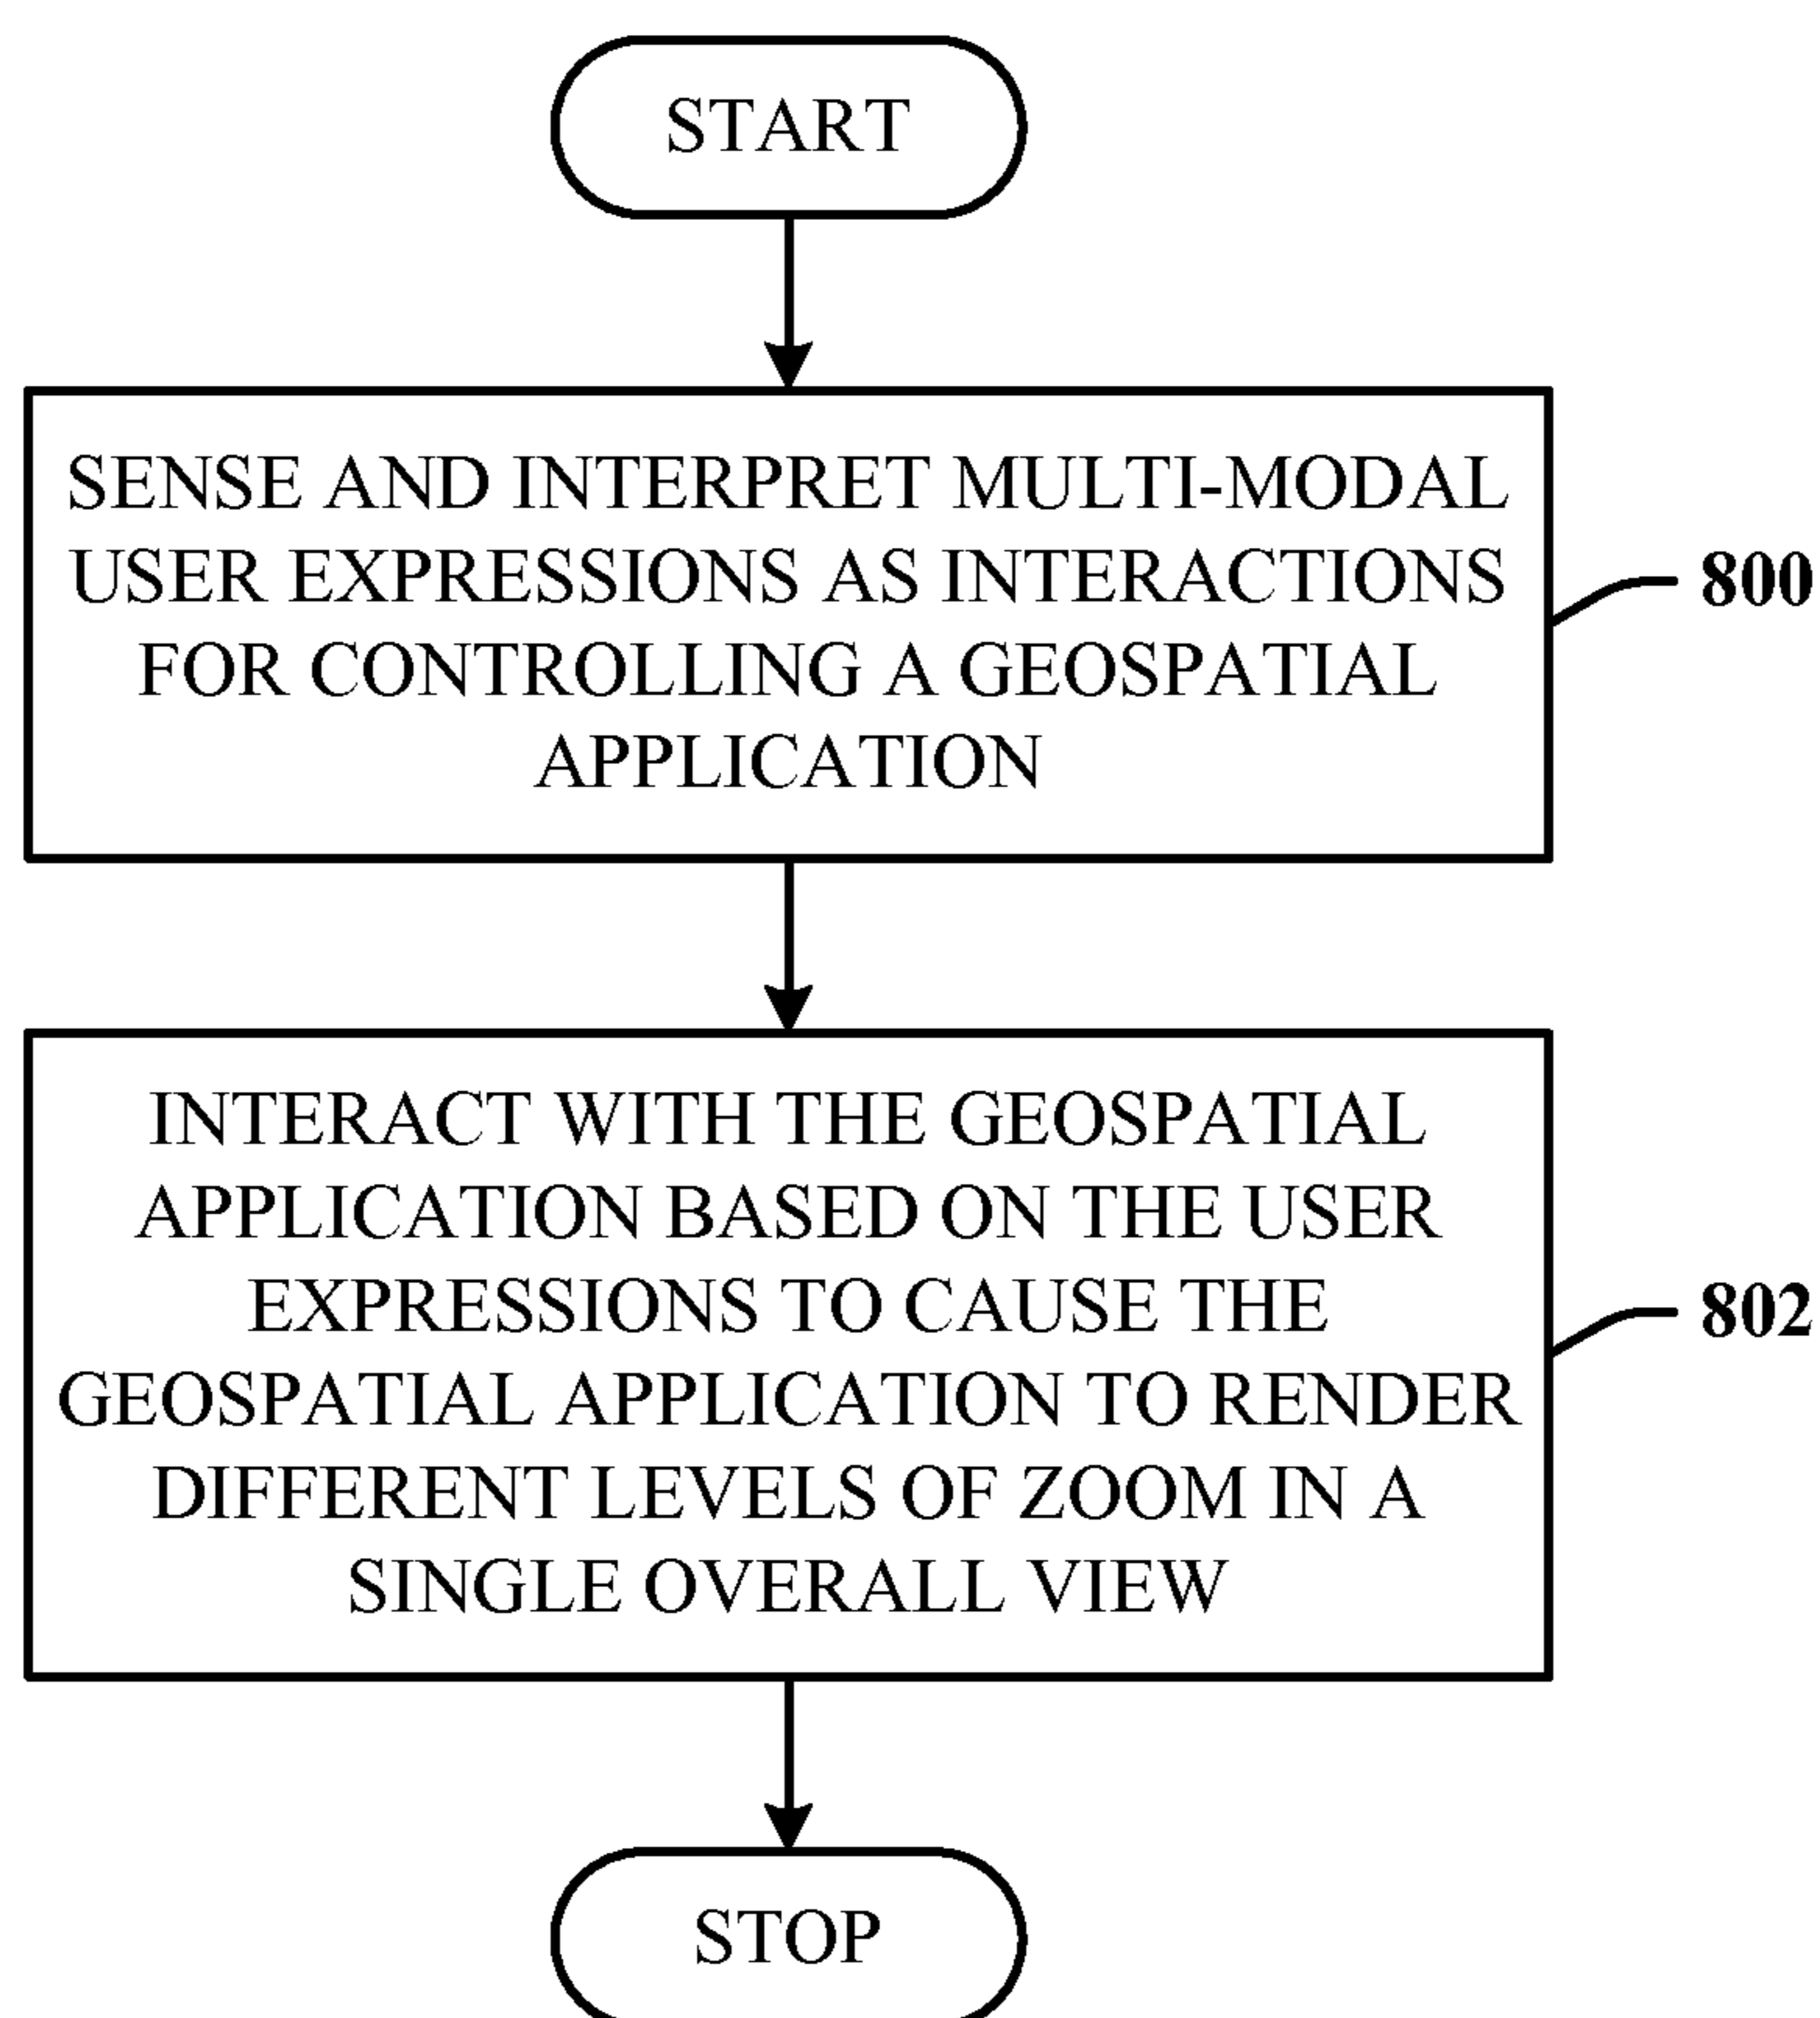 START
SENSE AND INTERPRET MULTI-MODAL
USER EXPRESSIONS AS INTERACTIONS
FOR CONTROLLING A GEOSPATIAL
APPLICATION
800
INTERACT WITH THE GEOSPATIAL
APPLICATION BASED ON THE USER
EXPRESSIONS TO CAUSE THE
GEOSPATIAL APPLICATION TO RENDER
DIFFERENT LEVELS OF ZOOM IN A
SINGLE OVERALL VIEW
802
STOP